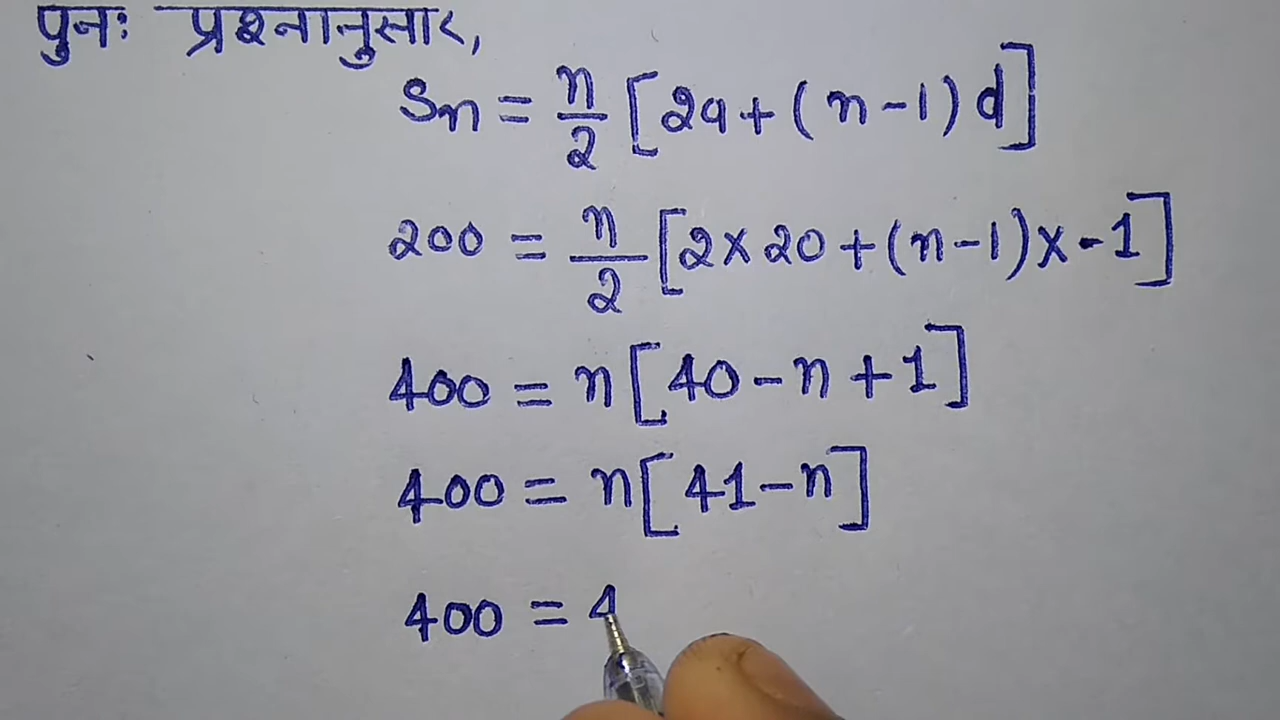 पुनः प्रश्नानुसार,
Sn = n/2 [2a + (n-1) d]
200 = n/2 [2 × 20 + (n-1) × -1]
400 = n[40 - n + 1]
400 = n[41 - n]
400 = 4